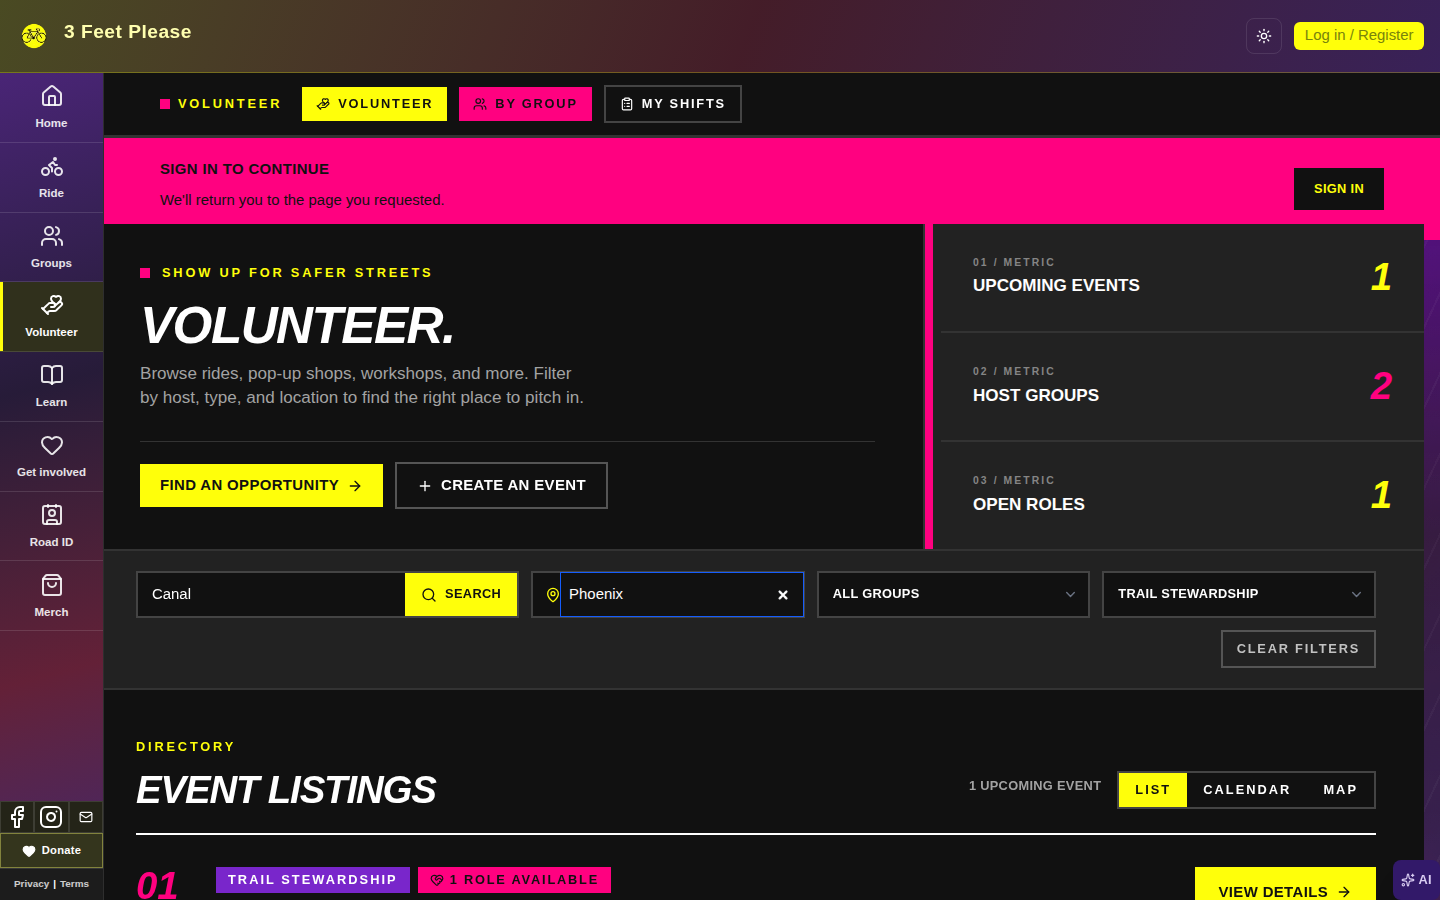 3 Feet Please
Log in / Register
Home
Ride
Groups
Volunteer
Learn
Get involved
Road ID
Merch
Donate
Privacy | Terms
VOLUNTEER
VOLUNTEER
BY GROUP
MY SHIFTS
SIGN IN TO CONTINUE
We'll return you to the page you requested.
SIGN IN
SHOW UP FOR SAFER STREETS
VOLUNTEER.
Browse rides, pop-up shops, workshops, and more. Filter
by host, type, and location to find the right place to pitch in.
FIND AN OPPORTUNITY
CREATE AN EVENT
01 / METRIC
UPCOMING EVENTS
1
02 / METRIC
HOST GROUPS
2
03 / METRIC
OPEN ROLES
1
Canal
SEARCH
Phoenix
ALL GROUPS
TRAIL STEWARDSHIP
CLEAR FILTERS
DIRECTORY
EVENT LISTINGS
1 UPCOMING EVENT
LIST
CALENDAR
MAP
01
TRAIL STEWARDSHIP
1 ROLE AVAILABLE
VIEW DETAILS
AI